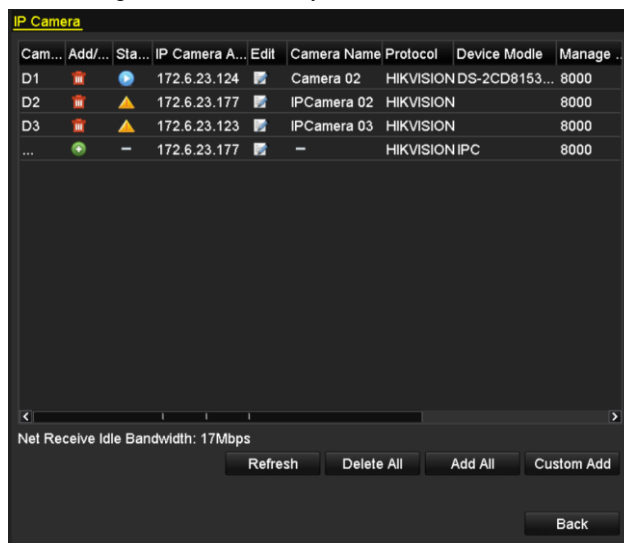 IP Camera
Cam... Add/... Sta... IP Camera A... Edit Camera Name Protocol Device Modle Manage ..
D1 172.6.23.124 Camera 02 HIKVISION DS-2CD8153... 8000
D2 172.6.23.177 IPCamera 02 HIKVISION 8000
D3 172.6.23.123 IPCamera 03 HIKVISION 8000
... – 172.6.23.177 – HIKVISION IPC 8000
Net Receive Idle Bandwidth: 17Mbps
Refresh Delete All Add All Custom Add
Back